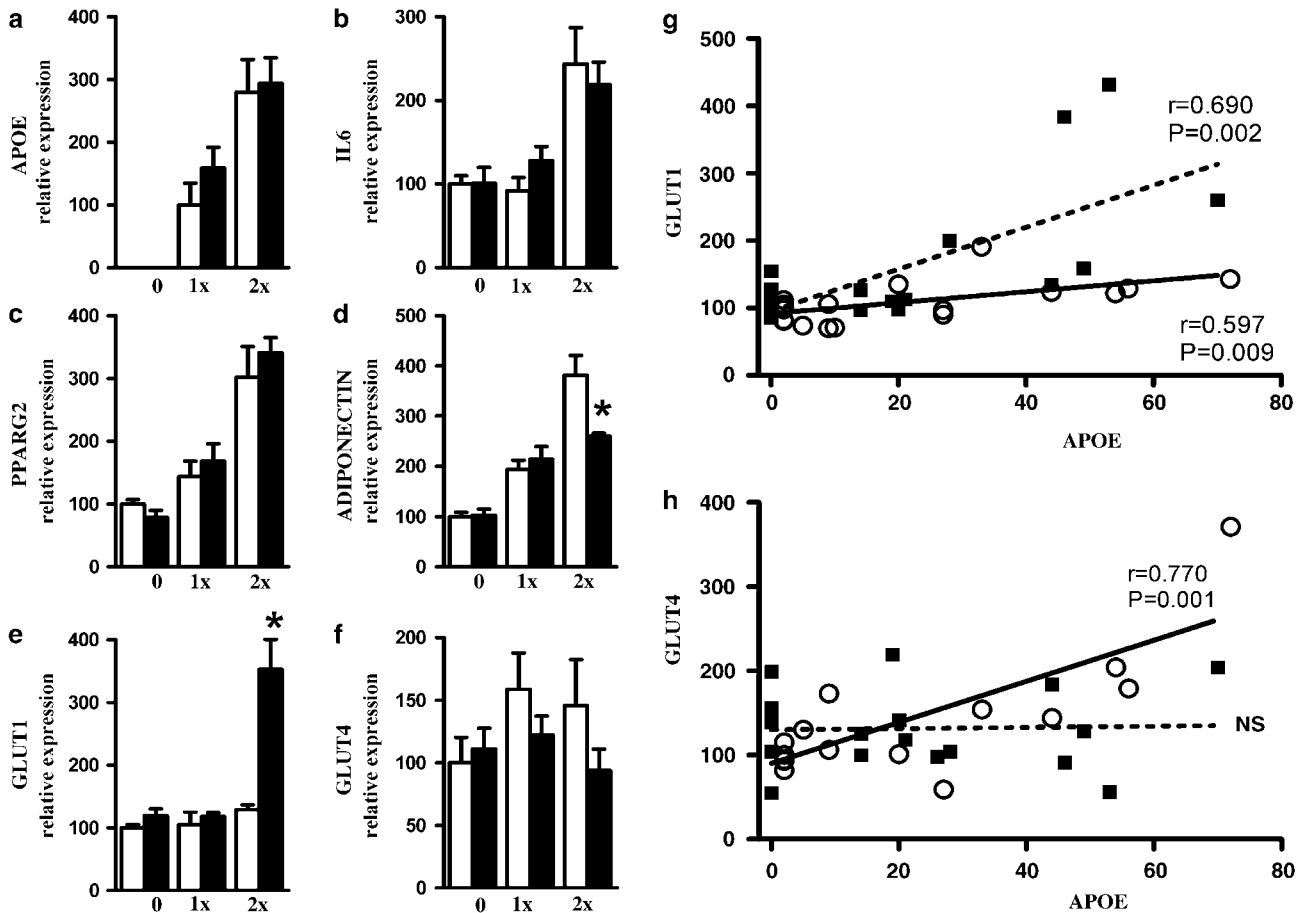 a
APOE
relative expression
400
300
200
100
0
0 1x 2x
b
IL6
relative expression
300
200
100
0
0 1x 2x
c
PPARG2
relative expression
400
300
200
100
0
0 1x 2x
d
ADIPONECTIN
relative expression
500
400
300
200
100
0
*
0 1x 2x
e
GLUT1
relative expression
400
300
200
100
0
*
0 1x 2x
f
GLUT4
relative expression
200
150
100
50
0
0 1x 2x
g
GLUT1
500
400
300
200
100
0
r=0.690
P=0.002
r=0.597
P=0.009
0 20 40 60 80
APOE
h
GLUT4
400
300
200
100
0
r=0.770
P=0.001
NS
0 20 40 60 80
APOE